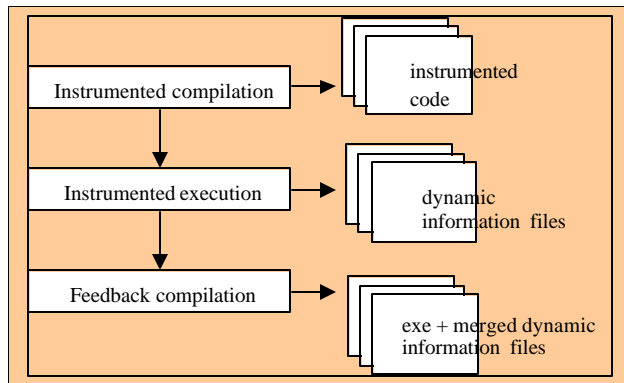 Instrumented compilation
instrumented
code
Instrumented execution
dynamic
information files
Feedback compilation
exe + merged dynamic
information files